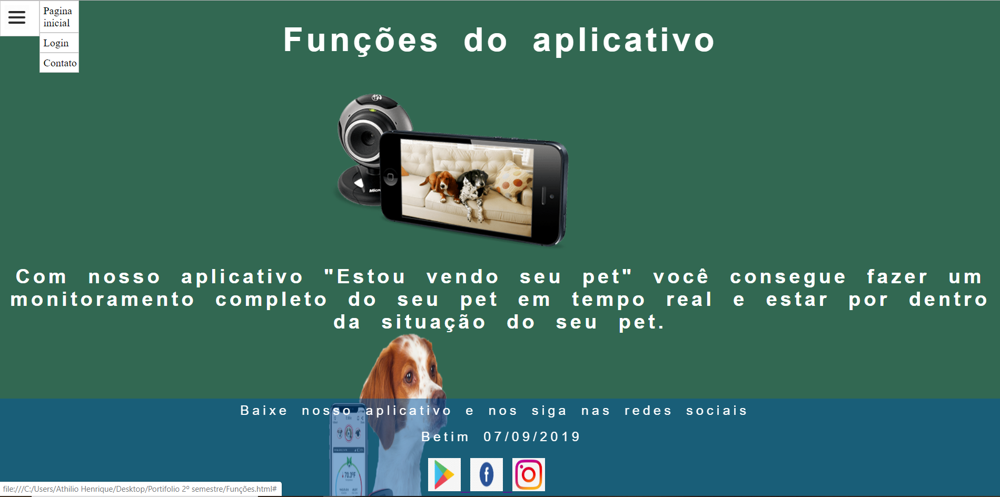 Pagina
inicial
Login
Contato
Funções do aplicativo
Com nosso aplicativo "Estou vendo seu pet" você consegue fazer um
monitoramento completo do seu pet em tempo real e estar por dentro
da situação do seu pet.
Baixe nosso aplicativo e nos siga nas redes sociais
Betim 07/09/2019
70.3°F
file:///C:/Users/Athilio Henrique/Desktop/Portifolio 2º semestre/Funções.html#